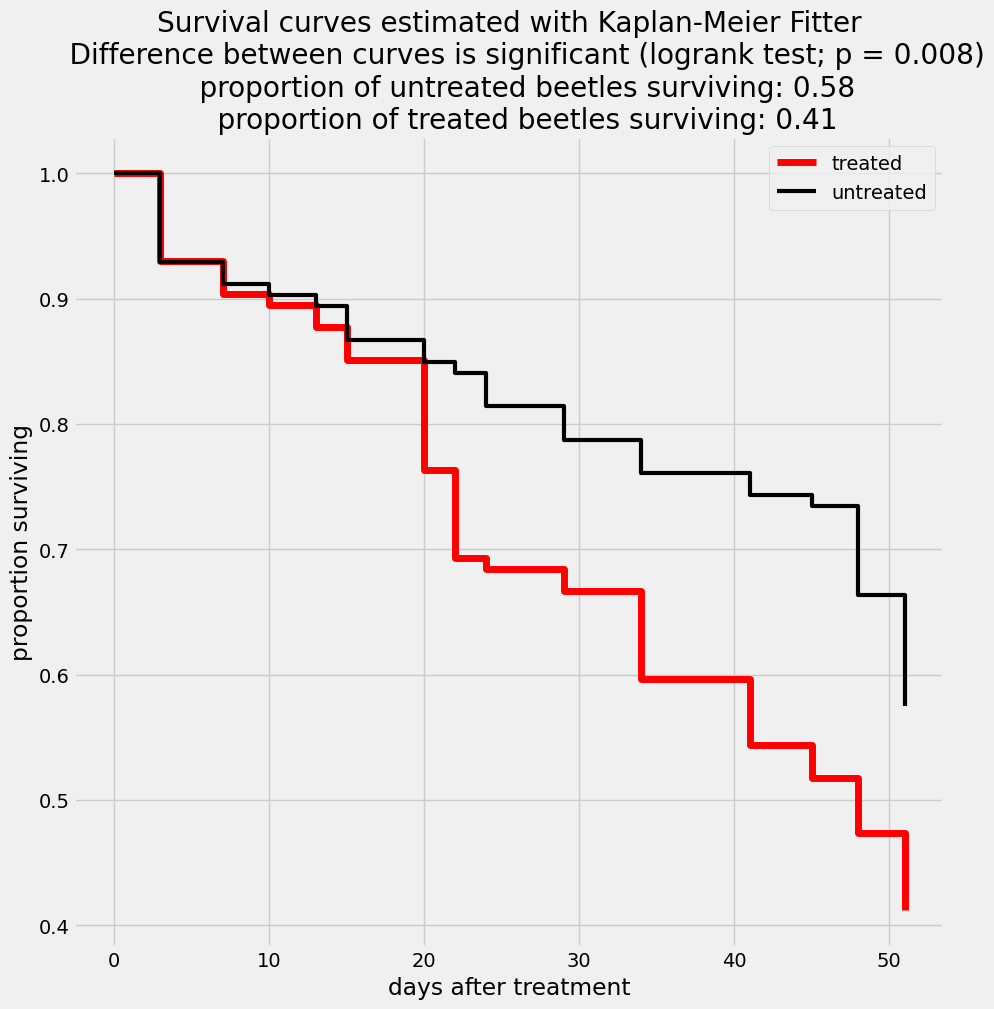 Survival curves estimated with Kaplan-Meier Fitter
Difference between curves is significant (logrank test; p = 0.008)
proportion of untreated beetles surviving: 0.58
proportion of treated beetles surviving: 0.41
treated
untreated
1.0
0.9
0.8
0.7
0.6
0.5
0.4
proportion surviving
0 10 20 30 40 50
days after treatment